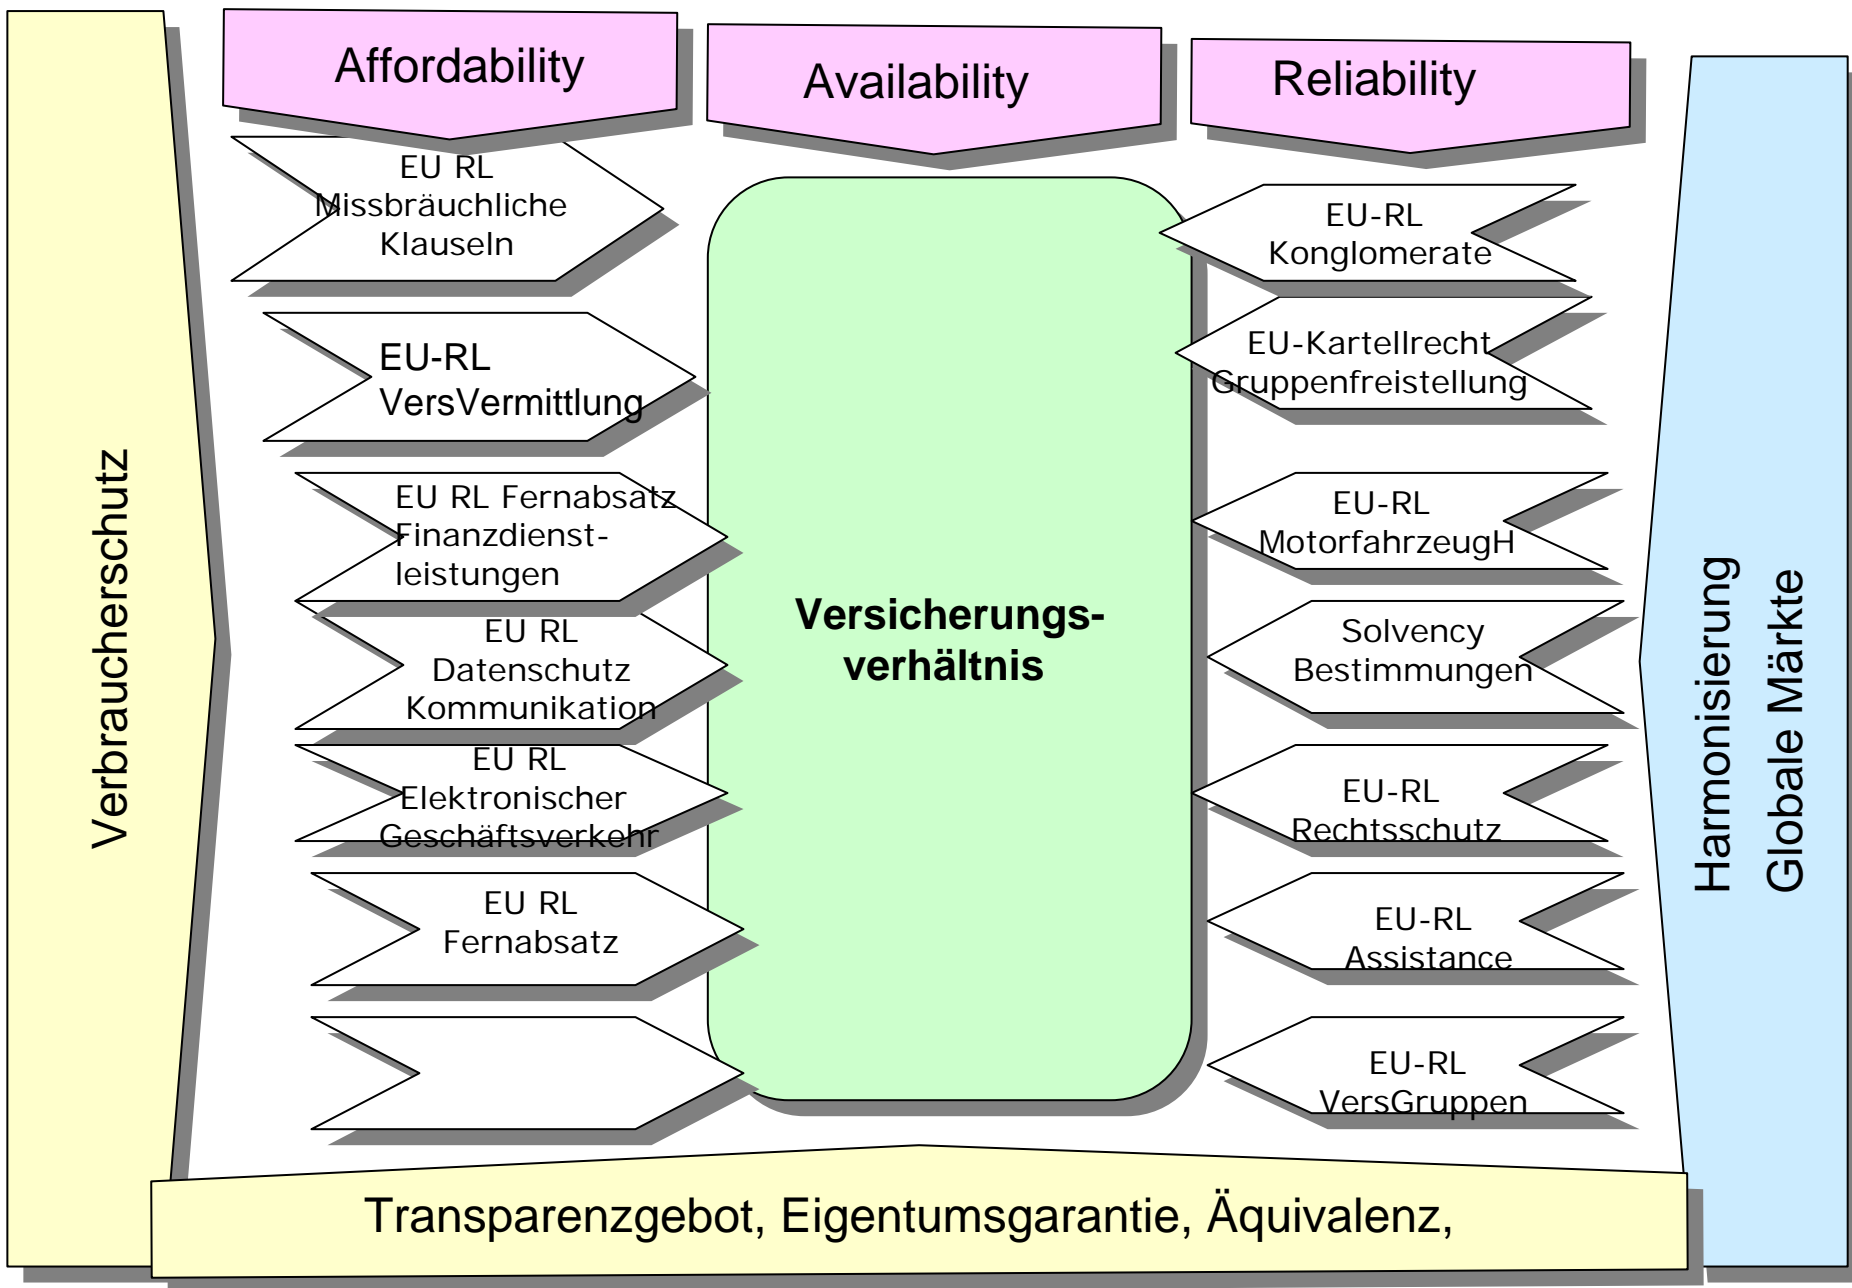 Affordability
Availability
Reliability
Verbraucherschutz
EU RL
Missbräuchliche
Klauseln
EU-RL
VersVermittlung
EU RL Fernabsatz
Finanzdienst-
leistungen
EU RL
Datenschutz
Kommunikation
EU RL
Elektronischer
Geschäftsverkehr
EU RL
Fernabsatz
Versicherungs-
verhältnis
EU-RL
Konglomerate
EU-Kartellrecht
Gruppenfreistellung
EU-RL
MotorfahrzeugH
Solvency
Bestimmungen
EU-RL
Rechtsschutz
EU-RL
Assistance
EU-RL
VersGruppen
Harmonisierung
Globale Märkte
Transparenzgebot, Eigentumsgarantie, Äquivalenz,